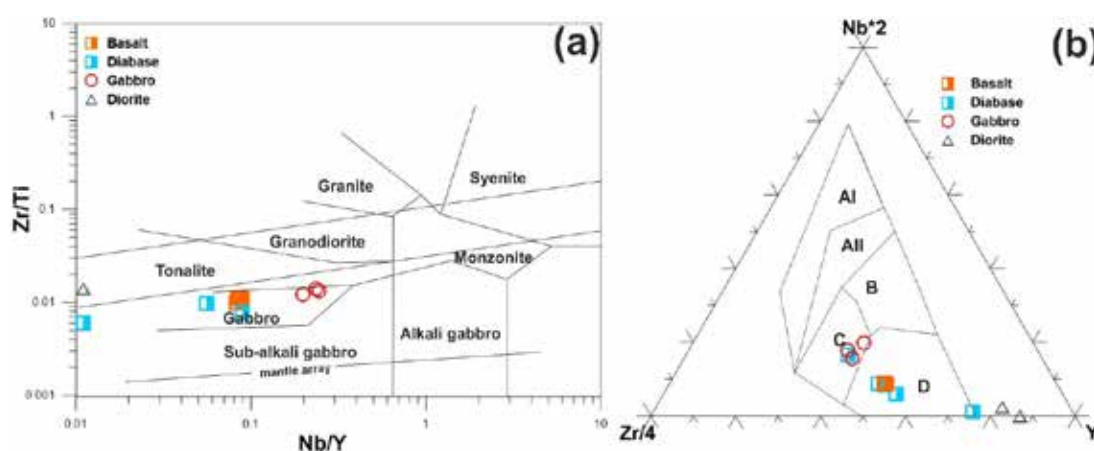 (a)
10
1
0.1
0.01
0.001
Zr/Ti
Basalt
Diabase
Gabbro
Diorite
Granite
Syenite
Granodiorite
Monzonite
Tonalite
Gabbro
Alkali gabbro
Sub-alkali gabbro
mantle array
0.01
0.1
1
10
Nb/Y
(b)
Nb*2
Basalt
Diabase
Gabbro
Diorite
AI
AII
B
C
D
Zr/4
Y